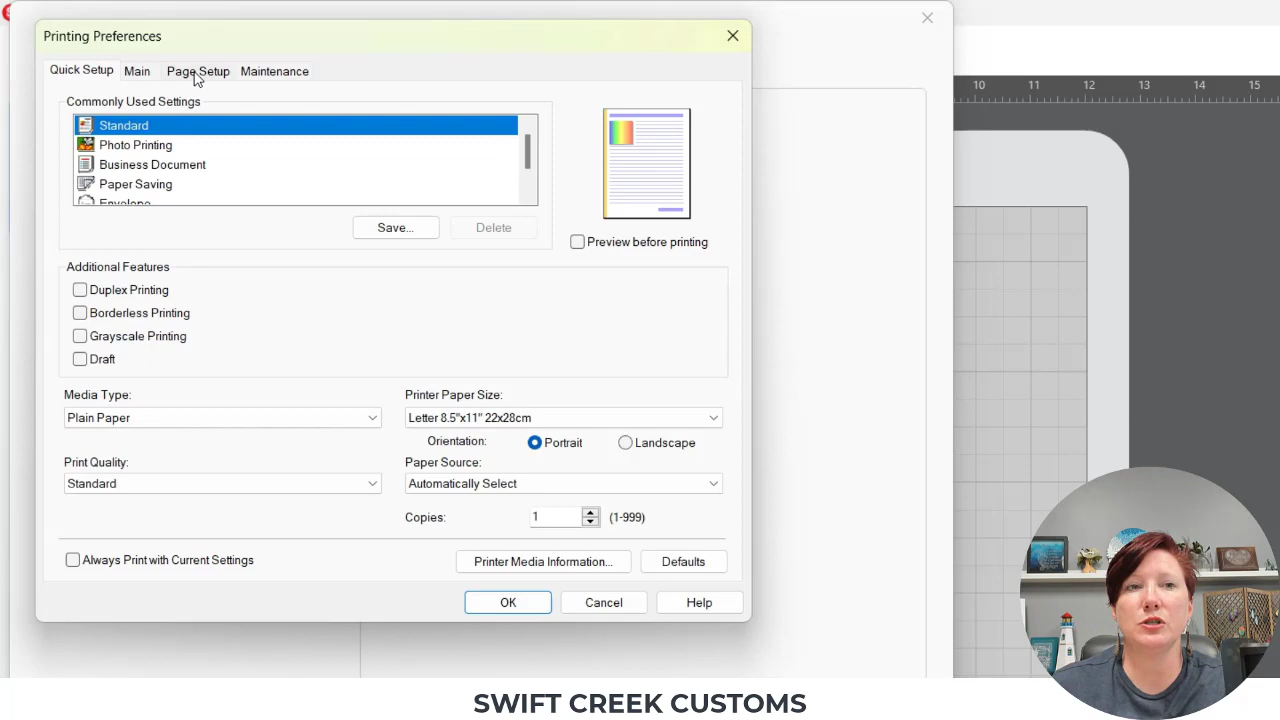 Printing Preferences
Quick Setup Main Page Setup Maintenance
Commonly Used Settings
Standard
Photo Printing
Business Document
Paper Saving
Envelope
Save... Delete
Preview before printing
Additional Features
Duplex Printing
Borderless Printing
Grayscale Printing
Draft
Media Type:
Plain Paper
Printer Paper Size:
Letter 8.5"x11" 22x28cm
Orientation: Portrait Landscape
Print Quality:
Standard
Paper Source:
Automatically Select
Copies: 1 (1-999)
Always Print with Current Settings
Printer Media Information... Defaults
OK Cancel Help
10 11 12 13 14 15
SWIFT CREEK CUSTOMS